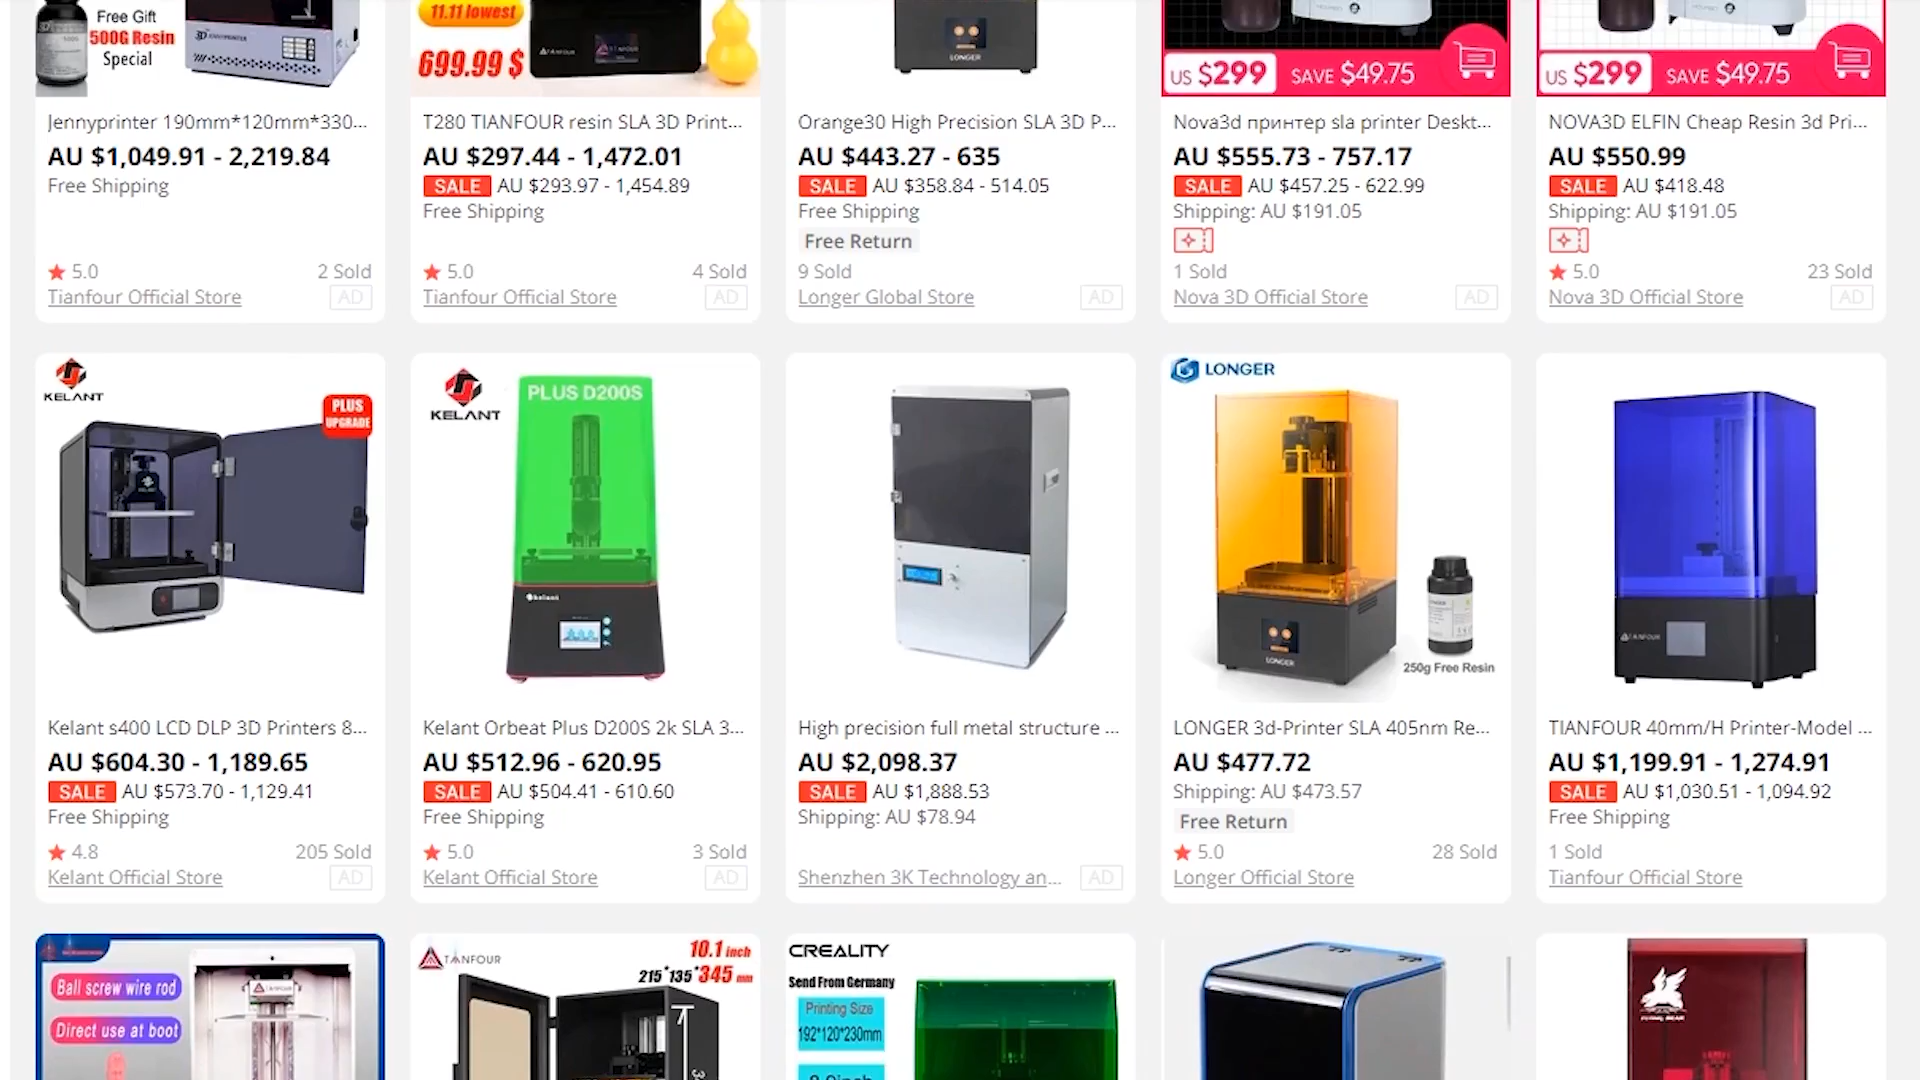 Free Gift
500G Resin
Special
JENNYPRINTER
11.11 lowest
699.99 $
TIANFOUR
LONGER
US $299 SAVE $49.75
US $299 SAVE $49.75
Jennyprinter 190mm*120mm*330...
AU $1,049.91 - 2,219.84
Free Shipping
5.0
2 Sold
Tianfour Official Store
AD
T280 TIANFOUR resin SLA 3D Print...
AU $297.44 - 1,472.01
SALE AU $293.97 - 1,454.89
Free Shipping
5.0
4 Sold
Tianfour Official Store
AD
Orange30 High Precision SLA 3D P...
AU $443.27 - 635
SALE AU $358.84 - 514.05
Free Shipping
Free Return
9 Sold
Longer Global Store
AD
Nova3d принтер sla printer Deskt...
AU $555.73 - 757.17
SALE AU $457.25 - 622.99
Shipping: AU $191.05
1 Sold
Nova 3D Official Store
AD
NOVA3D ELFIN Cheap Resin 3d Pri...
AU $550.99
SALE AU $418.48
Shipping: AU $191.05
5.0
23 Sold
Nova 3D Official Store
AD
KELANT
PLUS
UPGRADE
Kelant s400 LCD DLP 3D Printers 8...
AU $604.30 - 1,189.65
SALE AU $573.70 - 1,129.41
Free Shipping
4.8
205 Sold
Kelant Official Store
AD
KELANT
PLUS D200S
kelant
Kelant Orbeat Plus D200S 2k SLA 3...
AU $512.96 - 620.95
SALE AU $504.41 - 610.60
Free Shipping
5.0
3 Sold
Kelant Official Store
AD
High precision full metal structure ...
AU $2,098.37
SALE AU $1,888.53
Shipping: AU $78.94
Shenzhen 3K Technology an...
AD
LONGER
LONGER
250g Free Resin
LONGER 3d-Printer SLA 405nm Re...
AU $477.72
Shipping: AU $473.57
Free Return
5.0
28 Sold
Longer Official Store
TIANFOUR
TIANFOUR 40mm/H Printer-Model ...
AU $1,199.91 - 1,274.91
SALE AU $1,030.51 - 1,094.92
Free Shipping
1 Sold
Tianfour Official Store
Ball screw wire rod
Direct use at boot
TIANFOUR
TIANFOUR
10.1 inch
215*135*345 mm
CREALITY
Send From Germany
Printing Size
192*120*230mm
FLYING BEAR